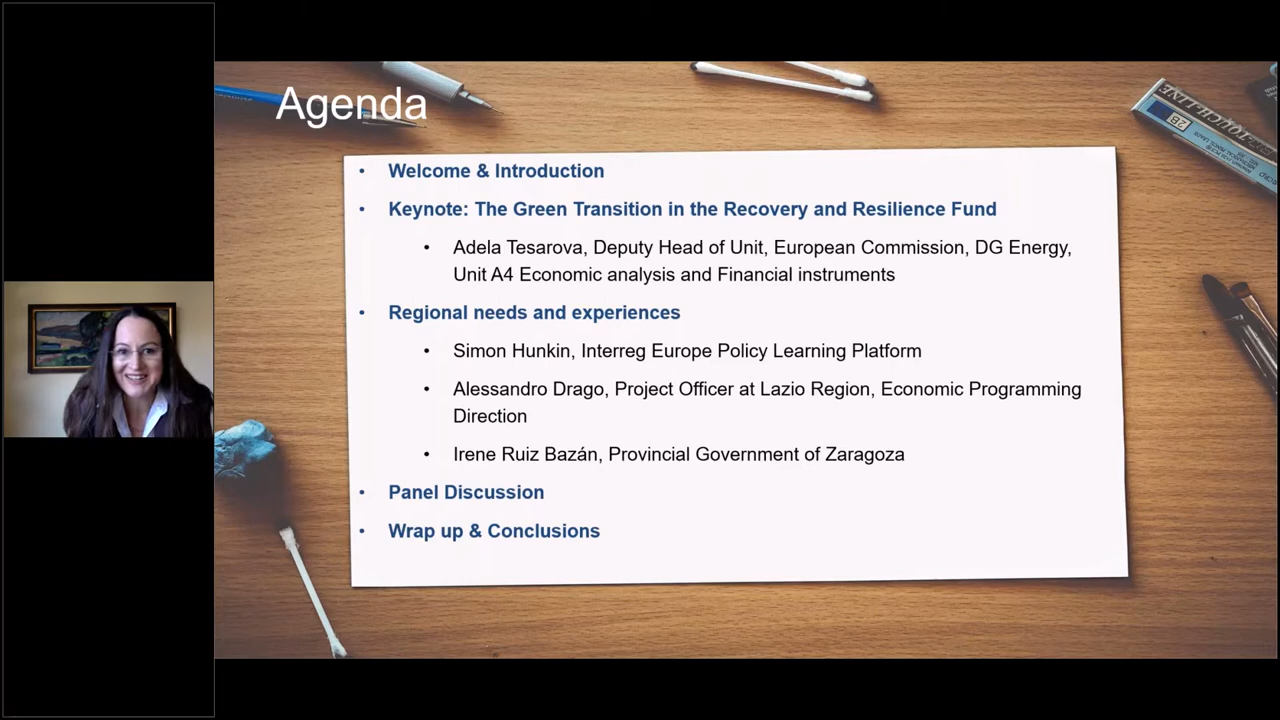 Agenda
• Welcome & Introduction
• Keynote: The Green Transition in the Recovery and Resilience Fund
• Adela Tesarova, Deputy Head of Unit, European Commission, DG Energy,
Unit A4 Economic analysis and Financial instruments
• Regional needs and experiences
• Simon Hunkin, Interreg Europe Policy Learning Platform
• Alessandro Drago, Project Officer at Lazio Region, Economic Programming
Direction
• Irene Ruiz Bazán, Provincial Government of Zaragoza
• Panel Discussion
• Wrap up & Conclusions
2B